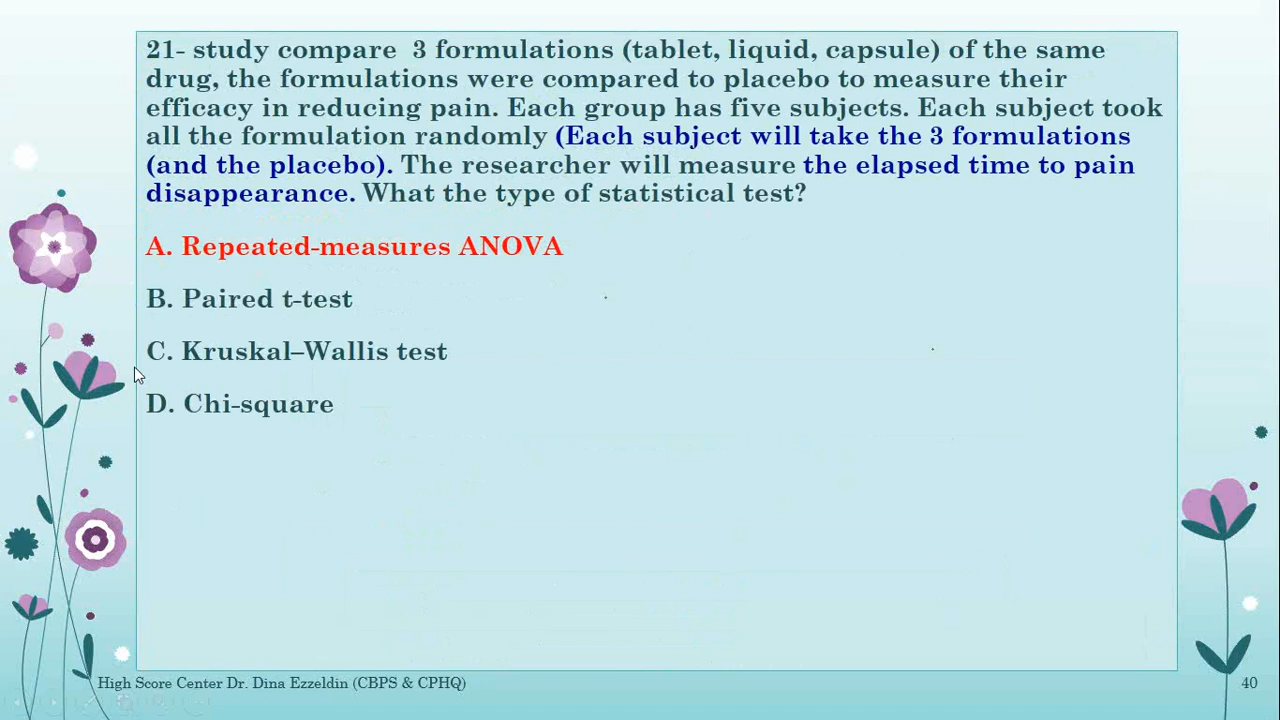 21- study compare 3 formulations (tablet, liquid, capsule) of the same
drug, the formulations were compared to placebo to measure their
efficacy in reducing pain. Each group has five subjects. Each subject took
all the formulation randomly (Each subject will take the 3 formulations
(and the placebo). The researcher will measure the elapsed time to pain
disappearance. What the type of statistical test?
A. Repeated-measures ANOVA
B. Paired t-test
C. Kruskal–Wallis test
D. Chi-square
High Score Center Dr. Dina Ezzeldin (CBPS & CPHQ)
40